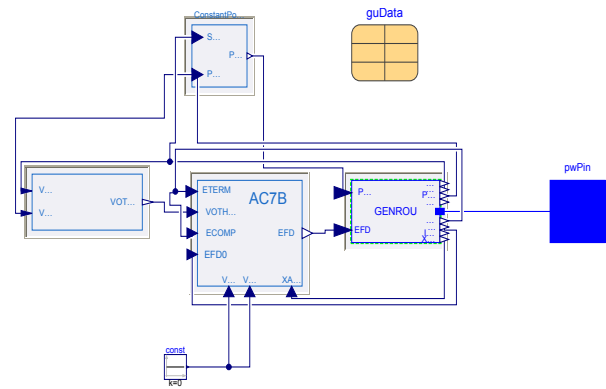 ConstantPo...
guData
S...
P...
P...
pwPin
V...
V...
VOT...
ETERM
AC7B
VOTH...
ECOMP
EFD
EFD0
V...
V...
XA...
P...
GENROU
EFD
...
P...
...
...
I...
X...
const
k=0